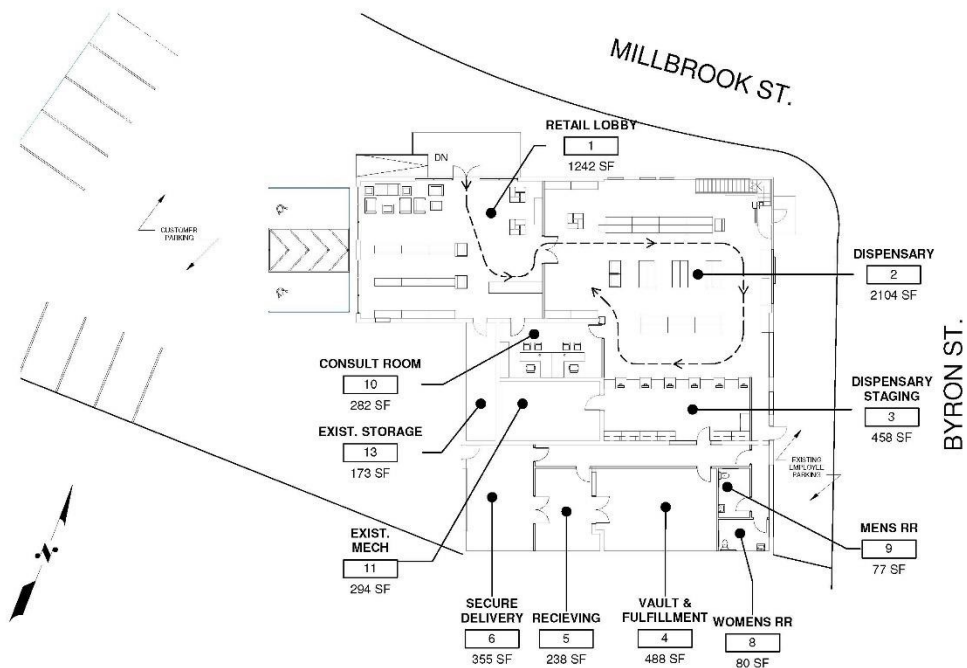 MILLBROOK ST.
RETAIL LOBBY
1
1242 SF
DN
CUSTOMER
PARKING
DISPENSARY
2
2104 SF
BYRON ST.
CONSULT ROOM
10
282 SF
DISPENSARY
STAGING
3
458 SF
EXIST. STORAGE
13
173 SF
EXISTING
EMPLOYEE
PARKING
EXIST.
MECH
11
294 SF
MENS RR
9
77 SF
N
SECURE
DELIVERY
6
355 SF
RECIEVING
5
238 SF
VAULT &
FULFILLMENT
4
488 SF
WOMENS RR
8
80 SF